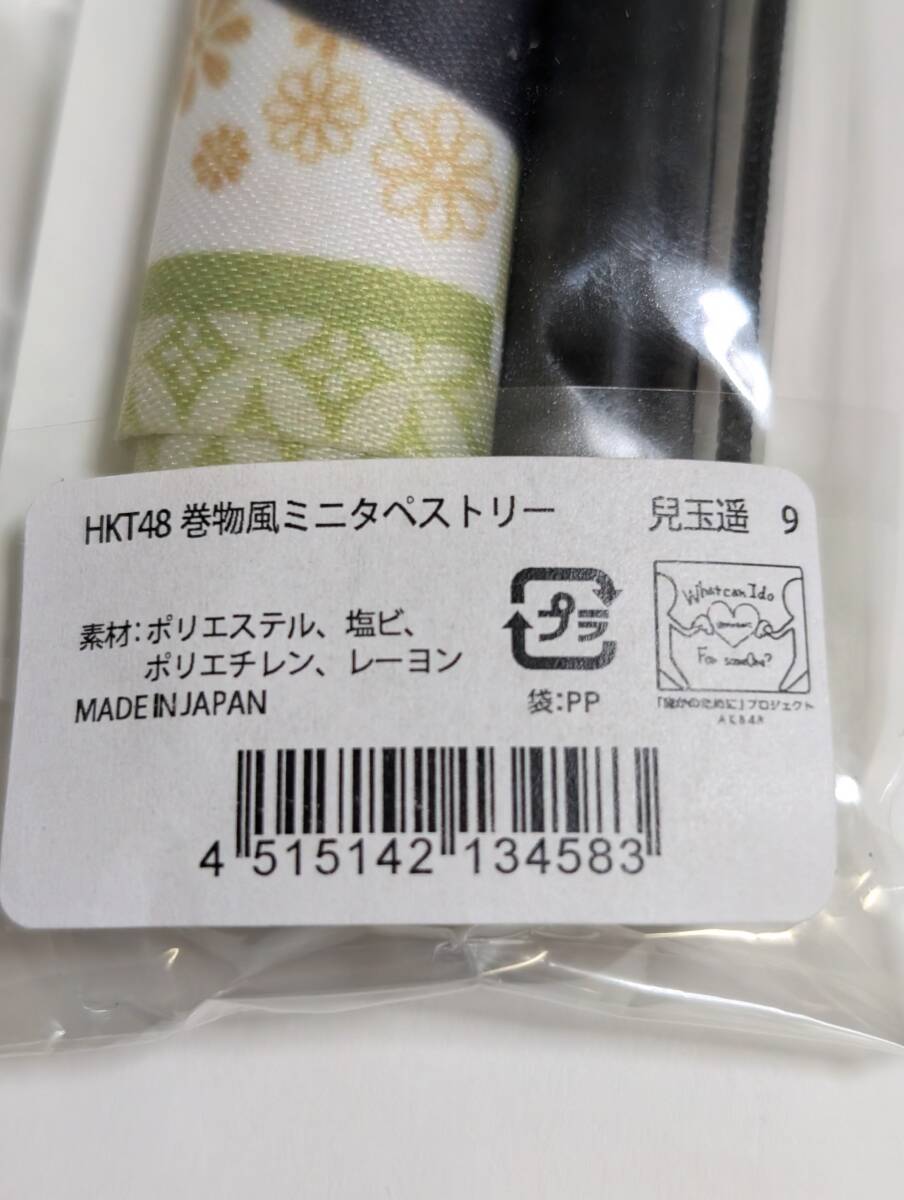 HKT48 巻物風ミニタペストリー 兒玉遥 9
素材：ポリエステル、塩ビ、
ポリエチレン、レーヨン
MADE IN JAPAN
プラ
袋：PP
What can I do
For someOne?
「誰かのために」プロジェクト
AKB48
4 515142 134583